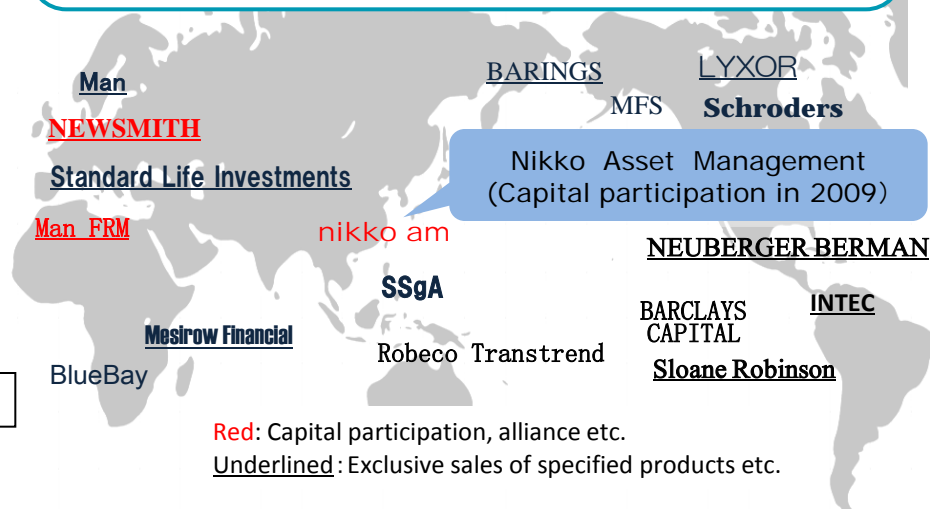 Man
BARINGS
LYXOR
MFS
Schroders
NEWSMITH
Nikko Asset Management
(Capital participation in 2009)
Standard Life Investments
Man FRM
nikko am
NEUBERGER BERMAN
SSgA
BARCLAYS
CAPITAL
INTEC
Mesirow Financial
Robeco Transtrend
Sloane Robinson
BlueBay
Red: Capital participation, alliance etc.
Underlined: Exclusive sales of specified products etc.